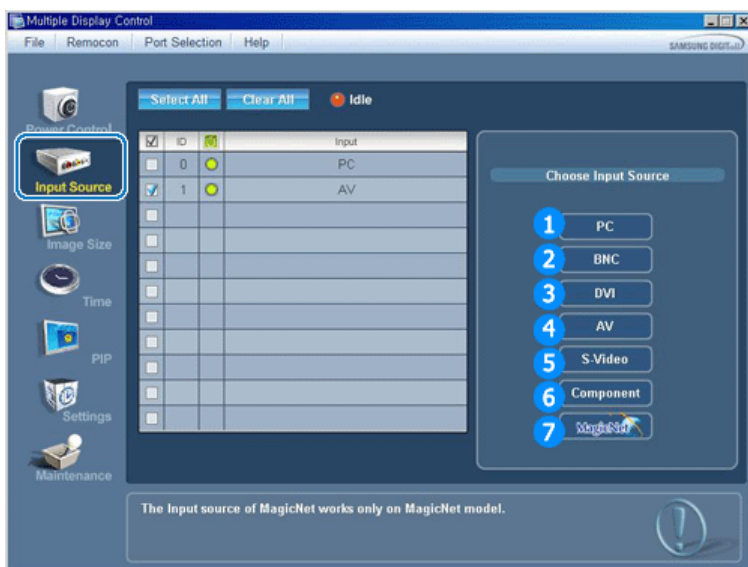 Multiple Display Control
File Remocon Port Selection Help
SAMSUNG DIGITall
Select All Clear All Idle
Power Control
Input Source
Image Size
Time
PIP
Settings
Maintenance
ID Input
0 PC
1 AV
Choose Input Source
1 PC
2 BNC
3 DVI
4 AV
5 S-Video
6 Component
7 MagicNet
The Input source of MagicNet works only on MagicNet model.